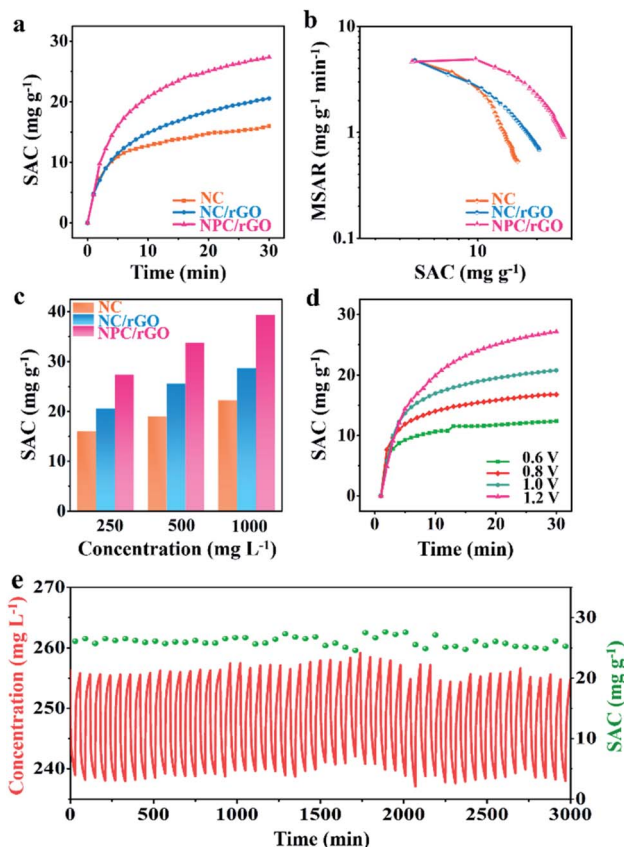 a
SAC (mg g⁻¹)
30
20
10
0
NC
NC/rGO
NPC/rGO
0 10 20 30
Time (min)
b
MSAR (mg g⁻¹ min⁻¹)
10
1
0.1
NC
NC/rGO
NPC/rGO
10
SAC (mg g⁻¹)
c
SAC (mg g⁻¹)
40
30
20
10
0
NC
NC/rGO
NPC/rGO
250 500 1000
Concentration (mg L⁻¹)
d
SAC (mg g⁻¹)
30
20
10
0
0.6 V
0.8 V
1.0 V
1.2 V
0 10 20 30
Time (min)
e
Concentration (mg L⁻¹)
270
260
250
240
30
20
10
0
SAC (mg g⁻¹)
0 500 1000 1500 2000 2500 3000
Time (min)